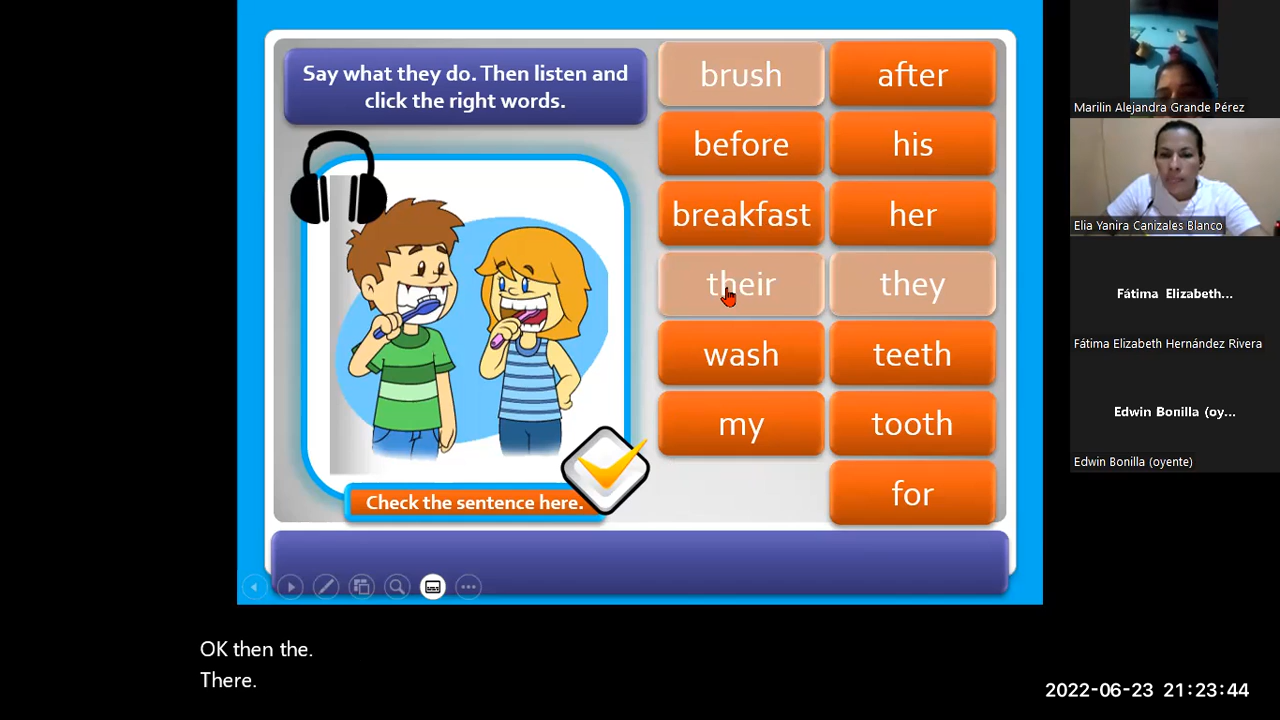 Say what they do. Then listen and
click the right words.
brush
after
before
his
breakfast
her
their
they
wash
teeth
my
tooth
for
Check the sentence here.
Marilin Alejandra Grande Pérez
Elia Yanira Canizales Blanco
Fátima Elizabeth...
Fátima Elizabeth Hernández Rivera
Edwin Bonilla (oy...
Edwin Bonilla (oyente)
OK then the.
There.
2022-06-23 21:23:44